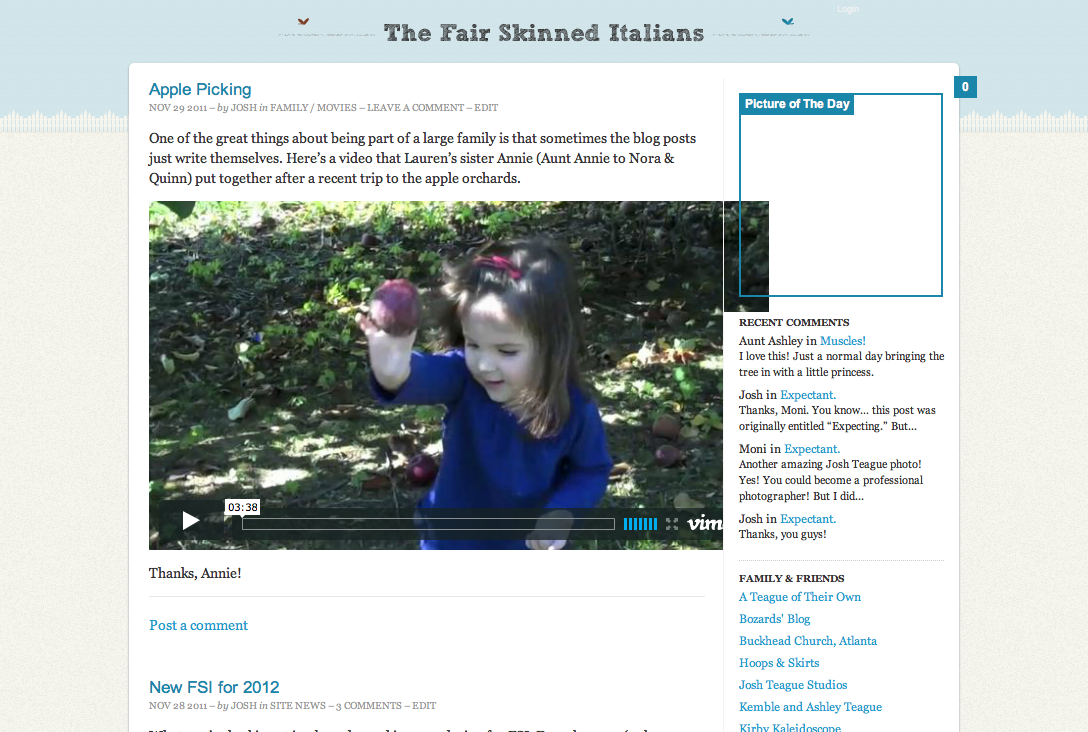 Login
The Fair Skinned Italians
Apple Picking
NOV 29 2011 – by JOSH in FAMILY / MOVIES – LEAVE A COMMENT – EDIT
One of the great things about being part of a large family is that sometimes the blog posts
just write themselves. Here’s a video that Lauren’s sister Annie (Aunt Annie to Nora &
Quinn) put together after a recent trip to the apple orchards.
03:38
vim
Thanks, Annie!
Post a comment
New FSI for 2012
NOV 28 2011 – by JOSH in SITE NEWS – 3 COMMENTS – EDIT
0
Picture of The Day
RECENT COMMENTS
Aunt Ashley in Muscles!
I love this! Just a normal day bringing the
tree in with a little princess.
Josh in Expectant.
Thanks, Moni. You know… this post was
originally entitled “Expecting.” But…
Moni in Expectant.
Another amazing Josh Teague photo!
Yes! You could become a professional
photographer! But I did…
Josh in Expectant.
Thanks, you guys!
FAMILY & FRIENDS
A Teague of Their Own
Bozards' Blog
Buckhead Church, Atlanta
Hoops & Skirts
Josh Teague Studios
Kemble and Ashley Teague
Kirby Kaleidoscope